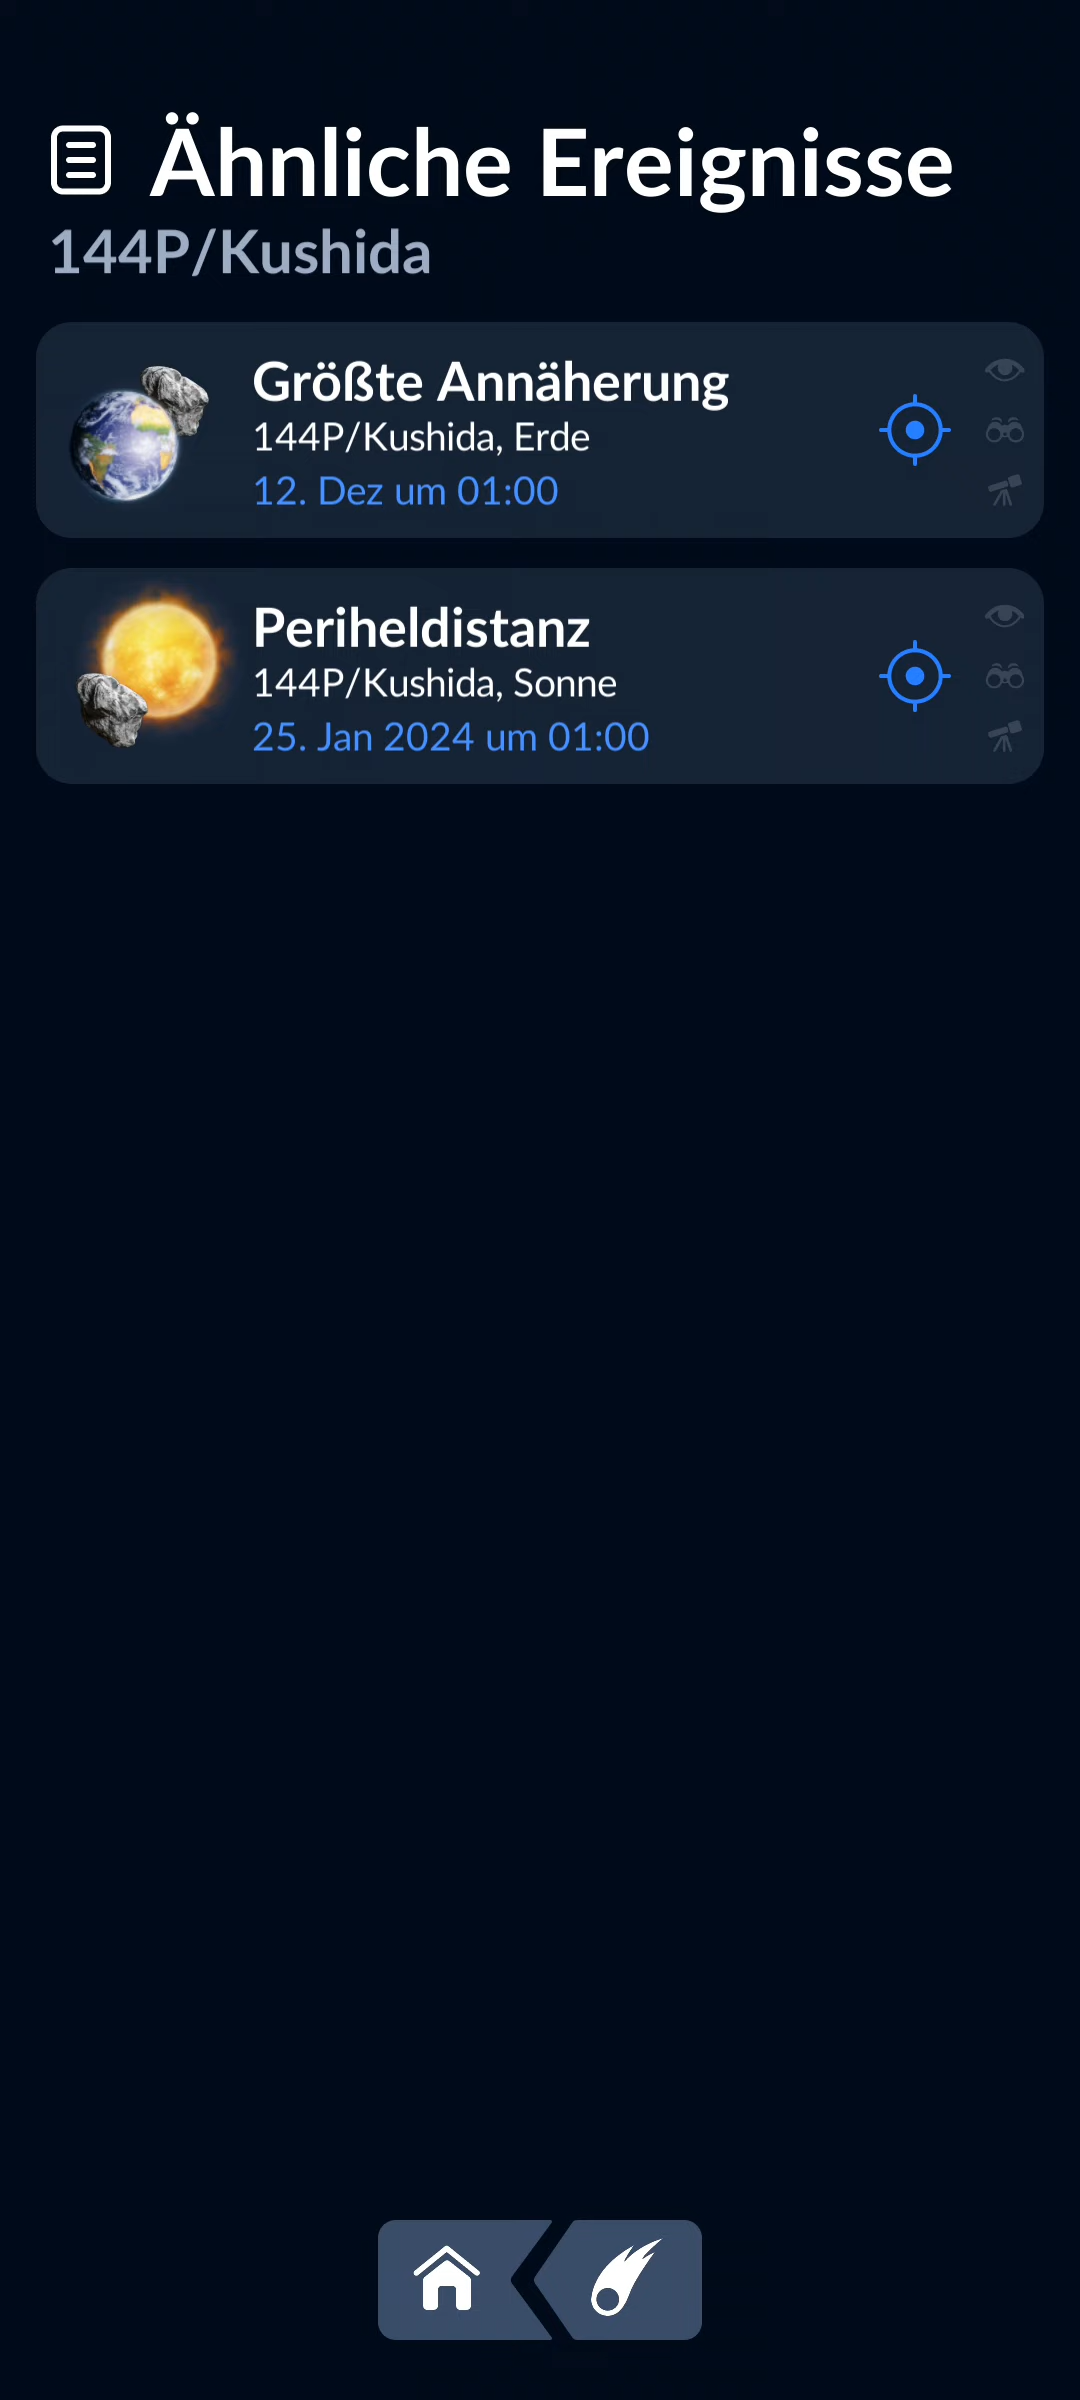 Ähnliche Ereignisse
144P/Kushida
Größte Annäherung
144P/Kushida, Erde
12. Dez um 01:00
Periheldistanz
144P/Kushida, Sonne
25. Jan 2024 um 01:00